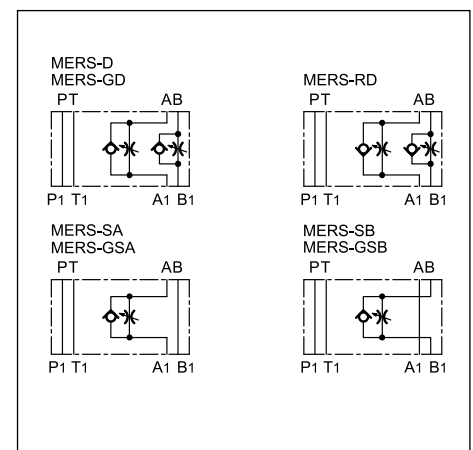 MERS-D
MERS-GD
PT AB
P1 T1 A1 B1
MERS-RD
PT AB
P1 T1 A1 B1
MERS-SA
MERS-GSA
PT AB
P1 T1 A1 B1
MERS-SB
MERS-GSB
PT AB
P1 T1 A1 B1